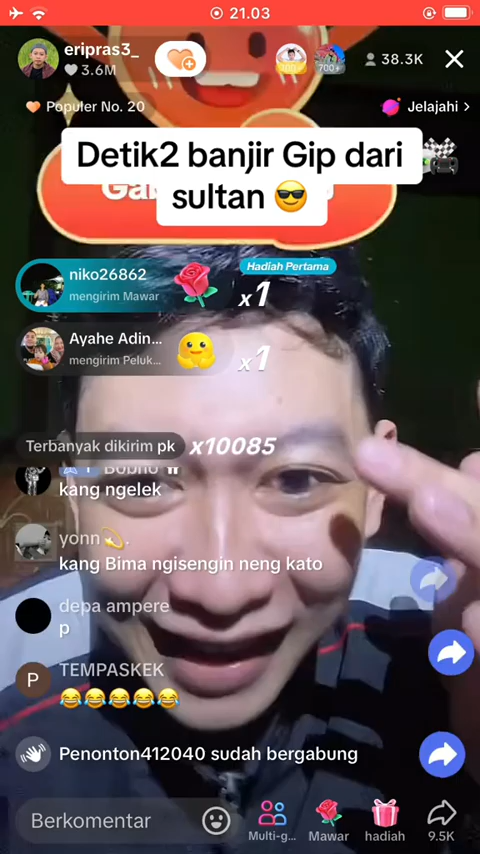 21.03
eripras3_
3.6M
100+
700+
38.3K
Populer No. 20
Jelajahi >
Detik2 banjir Gip dari
sultan 😎
niko26862
mengirim Mawar
Hadiah Pertama
x1
Ayahe Adin...
mengirim Peluk...
x1
Terbanyak dikirim pk x10085
kang ngelek
yonn💫.
kang Bima ngisengin neng kato
depa ampere
p
P
TEMPASKEK
😂😂😂😂😂
Penonton412040 sudah bergabung
Berkomentar
Multi-g...
Mawar
hadiah
9.5K